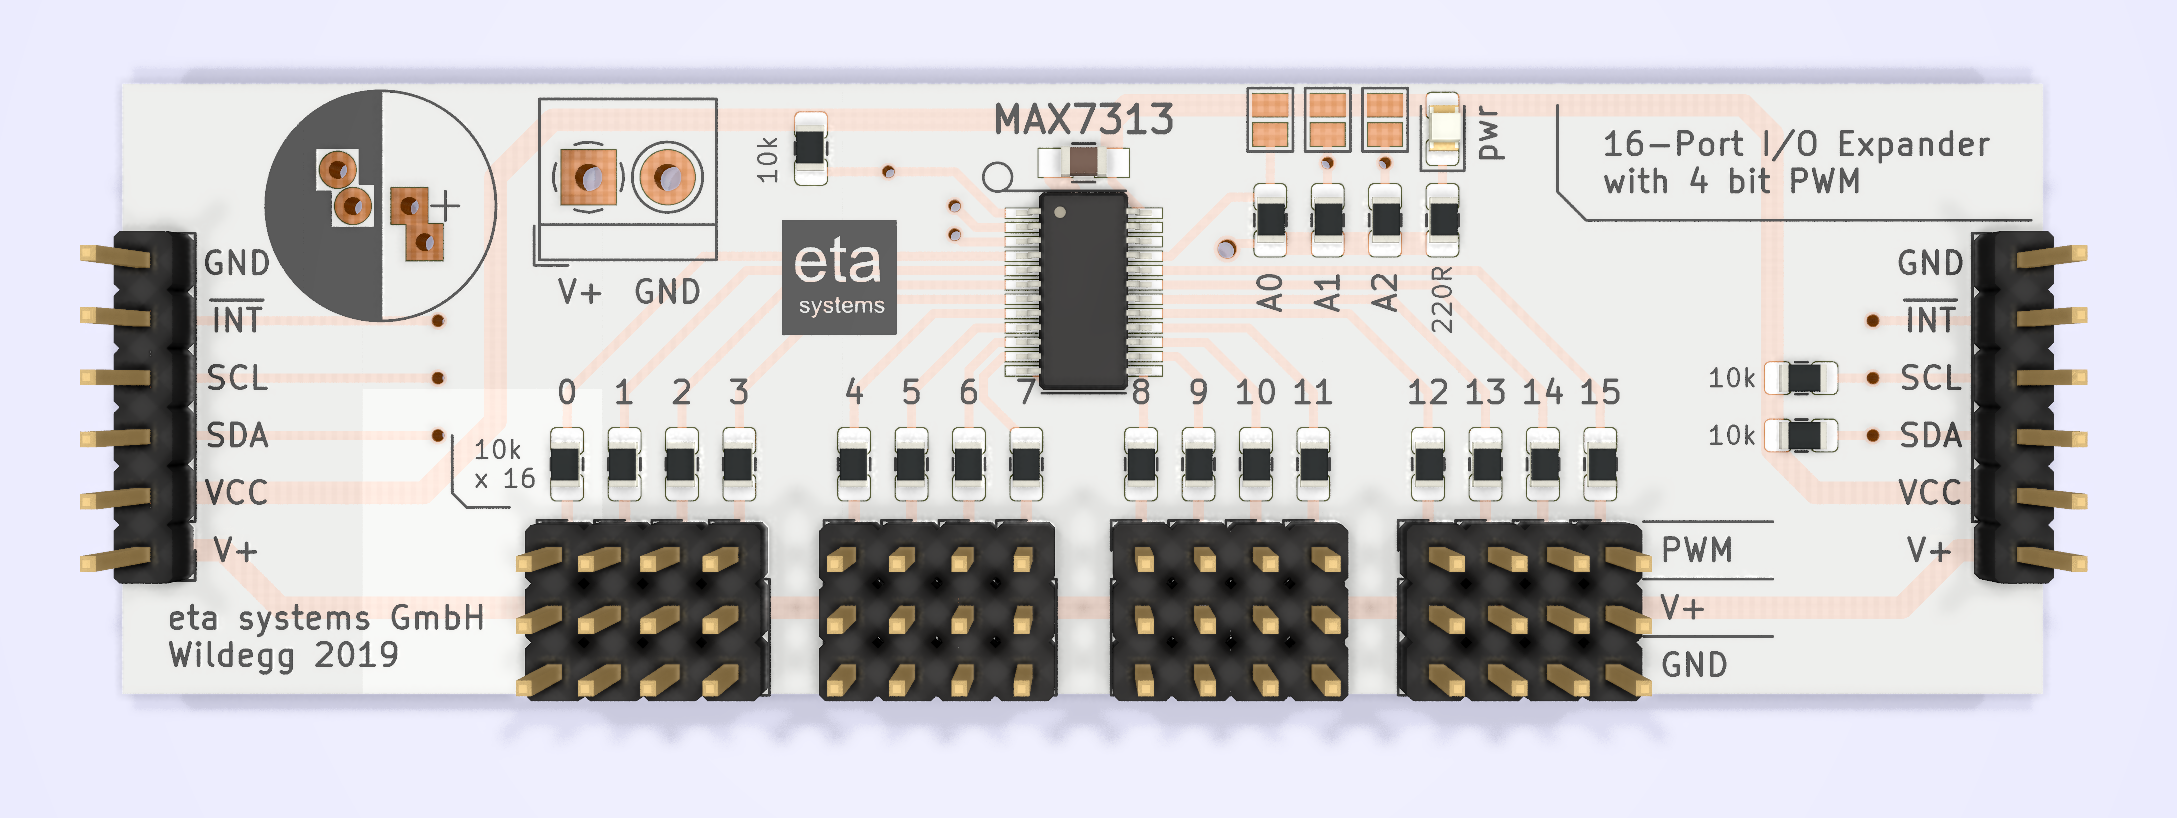 MAX7313
10k
pwr
16-Port I/O Expander
with 4 bit PWM
+
GND
INT
SCL
SDA
VCC
V+
V+ GND
eta
systems
A0 A1 A2 220R
0 1 2 3 4 5 6 7 8 9 10 11 12 13 14 15
10k
x 16
10k
10k
GND
INT
SCL
SDA
VCC
V+
PWM
V+
GND
eta systems GmbH
Wildegg 2019